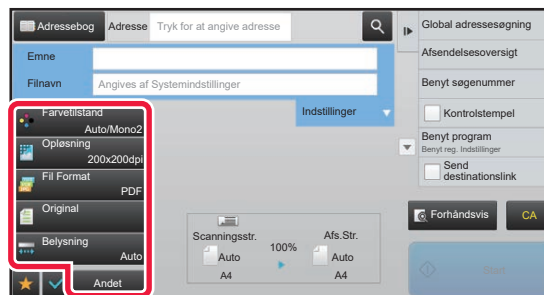 Adressebog
Adresse
Tryk for at angive adresse
Emne
Filnavn
Angives af Systemindstillinger
Indstillinger
Farvetilstand
Auto/Mono2
Opløsning
200x200dpi
Fil Format
PDF
Original
Belysning
Auto
Andet
Scanningsstr.
Auto
A4
100%
Afs.Str.
Auto
A4
Global adressesøgning
Afsendelsesoversigt
Benyt søgenummer
Kontrolstempel
Benyt program
Benyt reg. Indstillinger
Send
destinationslink
Forhåndsvis
CA
Start